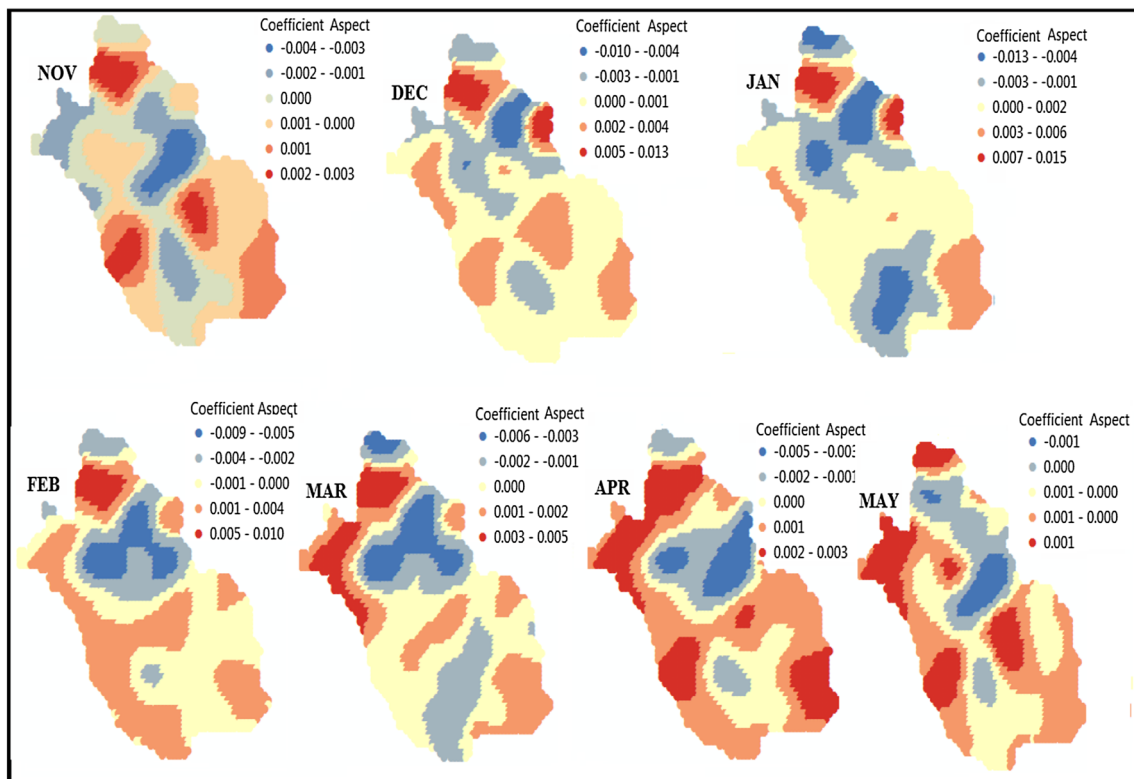 NOV
Coefficient Aspect
-0.004 - -0.003
-0.002 - -0.001
0.000
0.001 - 0.000
0.001
0.002 - 0.003
DEC
Coefficient Aspect
-0.010 - -0.004
-0.003 - -0.001
0.000 - 0.001
0.002 - 0.004
0.005 - 0.013
JAN
Coefficient Aspect
-0.013 - -0.004
-0.003 - -0.001
0.000 - 0.002
0.003 - 0.006
0.007 - 0.015
FEB
Coefficient Aspect
-0.009 - -0.005
-0.004 - -0.002
-0.001 - 0.000
0.001 - 0.004
0.005 - 0.010
MAR
Coefficient Aspect
-0.006 - -0.003
-0.002 - -0.001
0.000
0.001 - 0.002
0.003 - 0.005
APR
Coefficient Aspect
-0.005 - -0.003
-0.002 - -0.001
0.000
0.001
0.002 - 0.003
MAY
Coefficient Aspect
-0.001
0.000
0.001 - 0.000
0.001 - 0.000
0.001